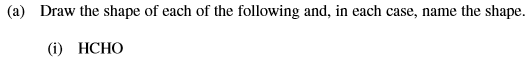 (a) Draw the shape of each of the following and, in each case, name the shape.
(i) HCHO